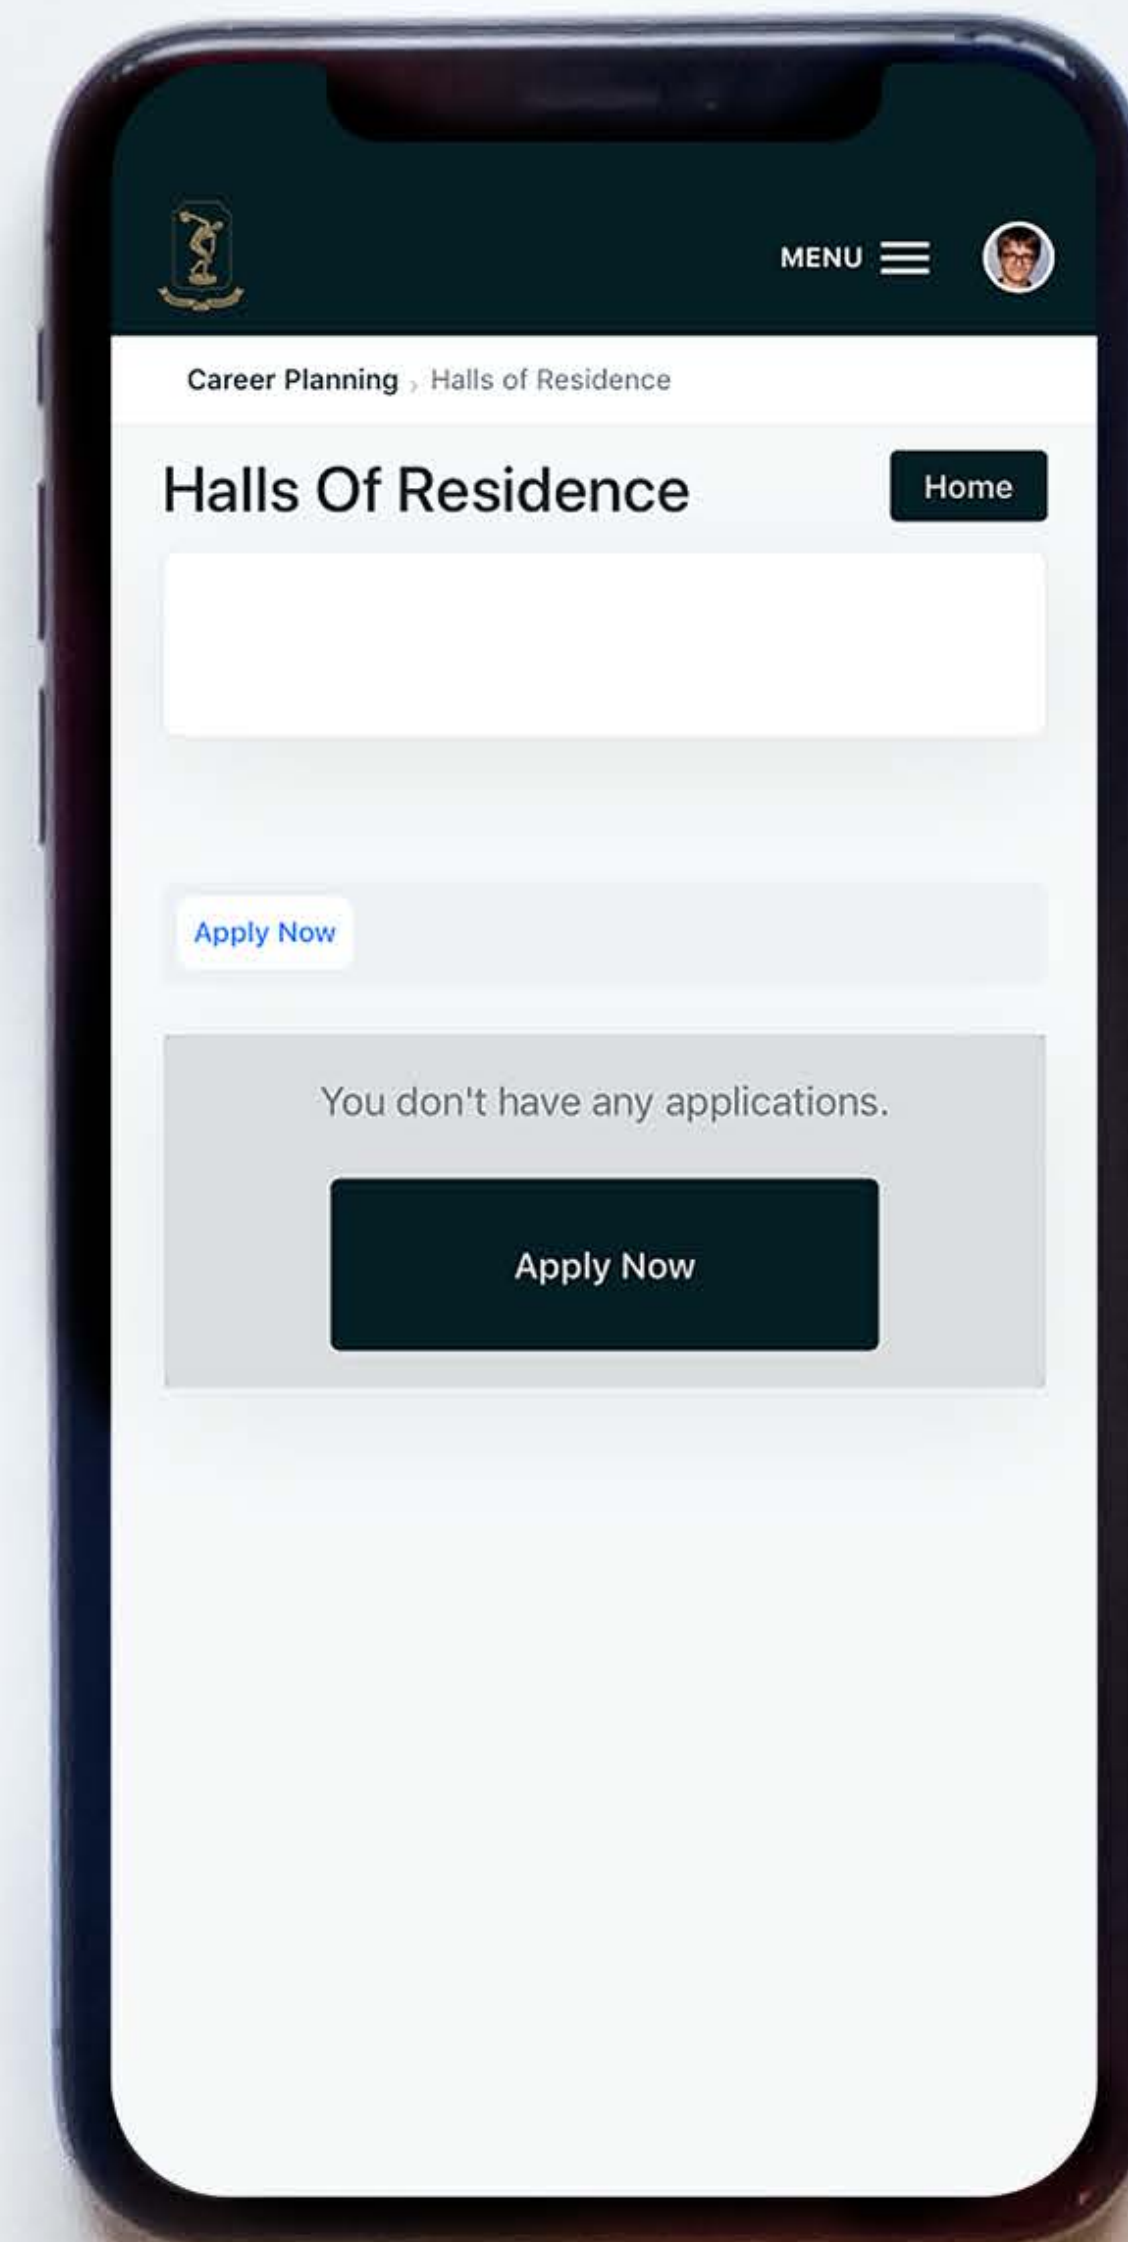 MENU
Career Planning › Halls of Residence
Halls Of Residence
Home
Apply Now
You don't have any applications.
Apply Now